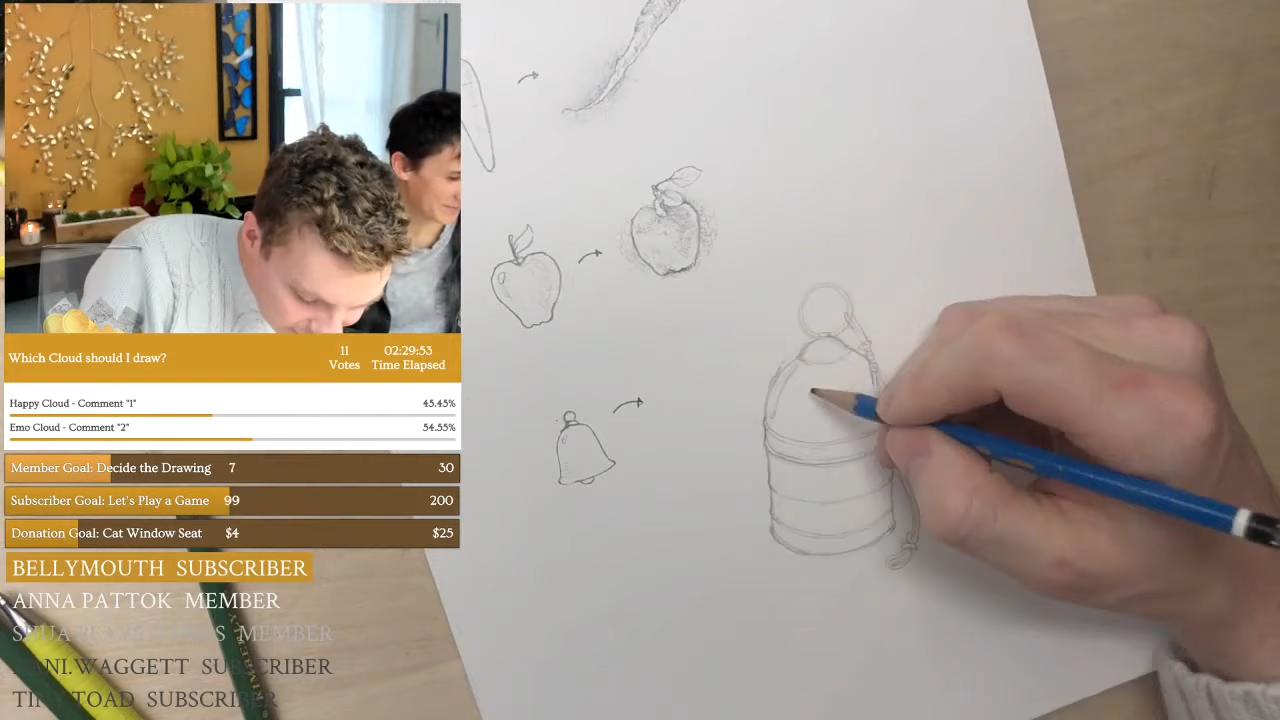 Which Cloud should I draw?
11 Votes
02:29:53 Time Elapsed
Happy Cloud - Comment "1" 45.45%
Emo Cloud - Comment "2" 54.55%
Member Goal: Decide the Drawing 7 30
Subscriber Goal: Let's Play a Game 99 200
Donation Goal: Cat Window Seat $4 $25
BELLYMOUTH SUBSCRIBER
ANNA PATTOK MEMBER
MEMBER
SUBSCRIBER
TINY TOAD SUBSCRIBER